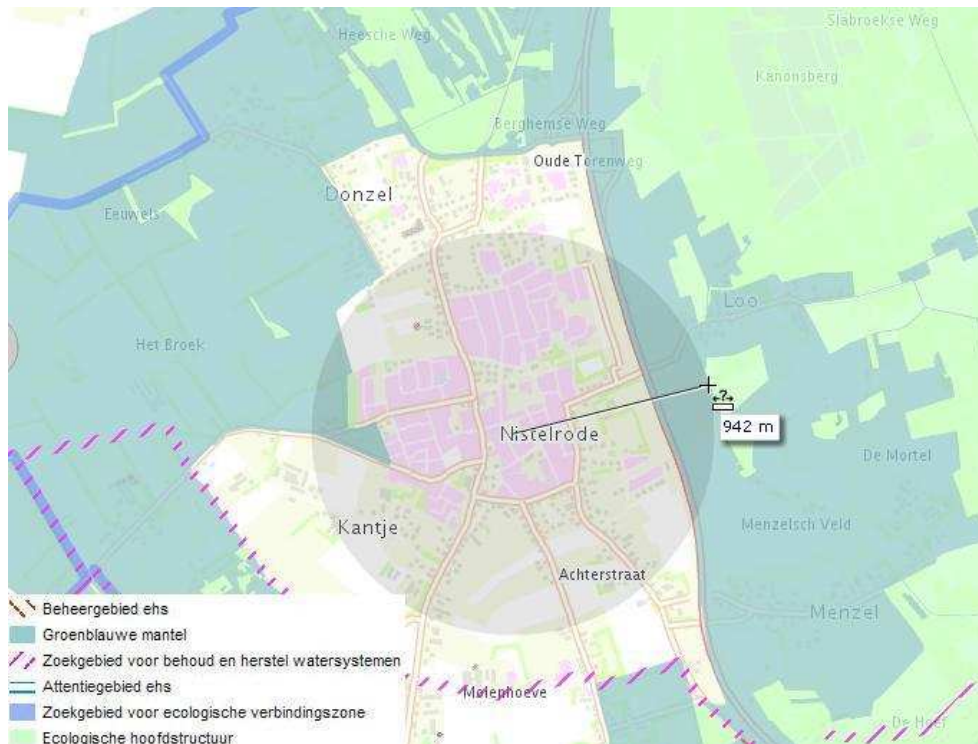 Slabroekse Weg
Heesche Weg
Kanonsberg
Berghemse Weg
Oude Torenweg
Donzel
Eeuwels
Loo
Het Broek
942 m
Nistelrode
De Mortel
Kantje
Menzelsch Veld
Achterstraat
Menzel
Beheergebied ehs
Groenblauwe mantel
Zoekgebied voor behoud en herstel watersystemen
Attentiegebied ehs
Molenhoeve
Zoekgebied voor ecologische verbindingszone
De Hoef
Ecologische hoofdstructuur